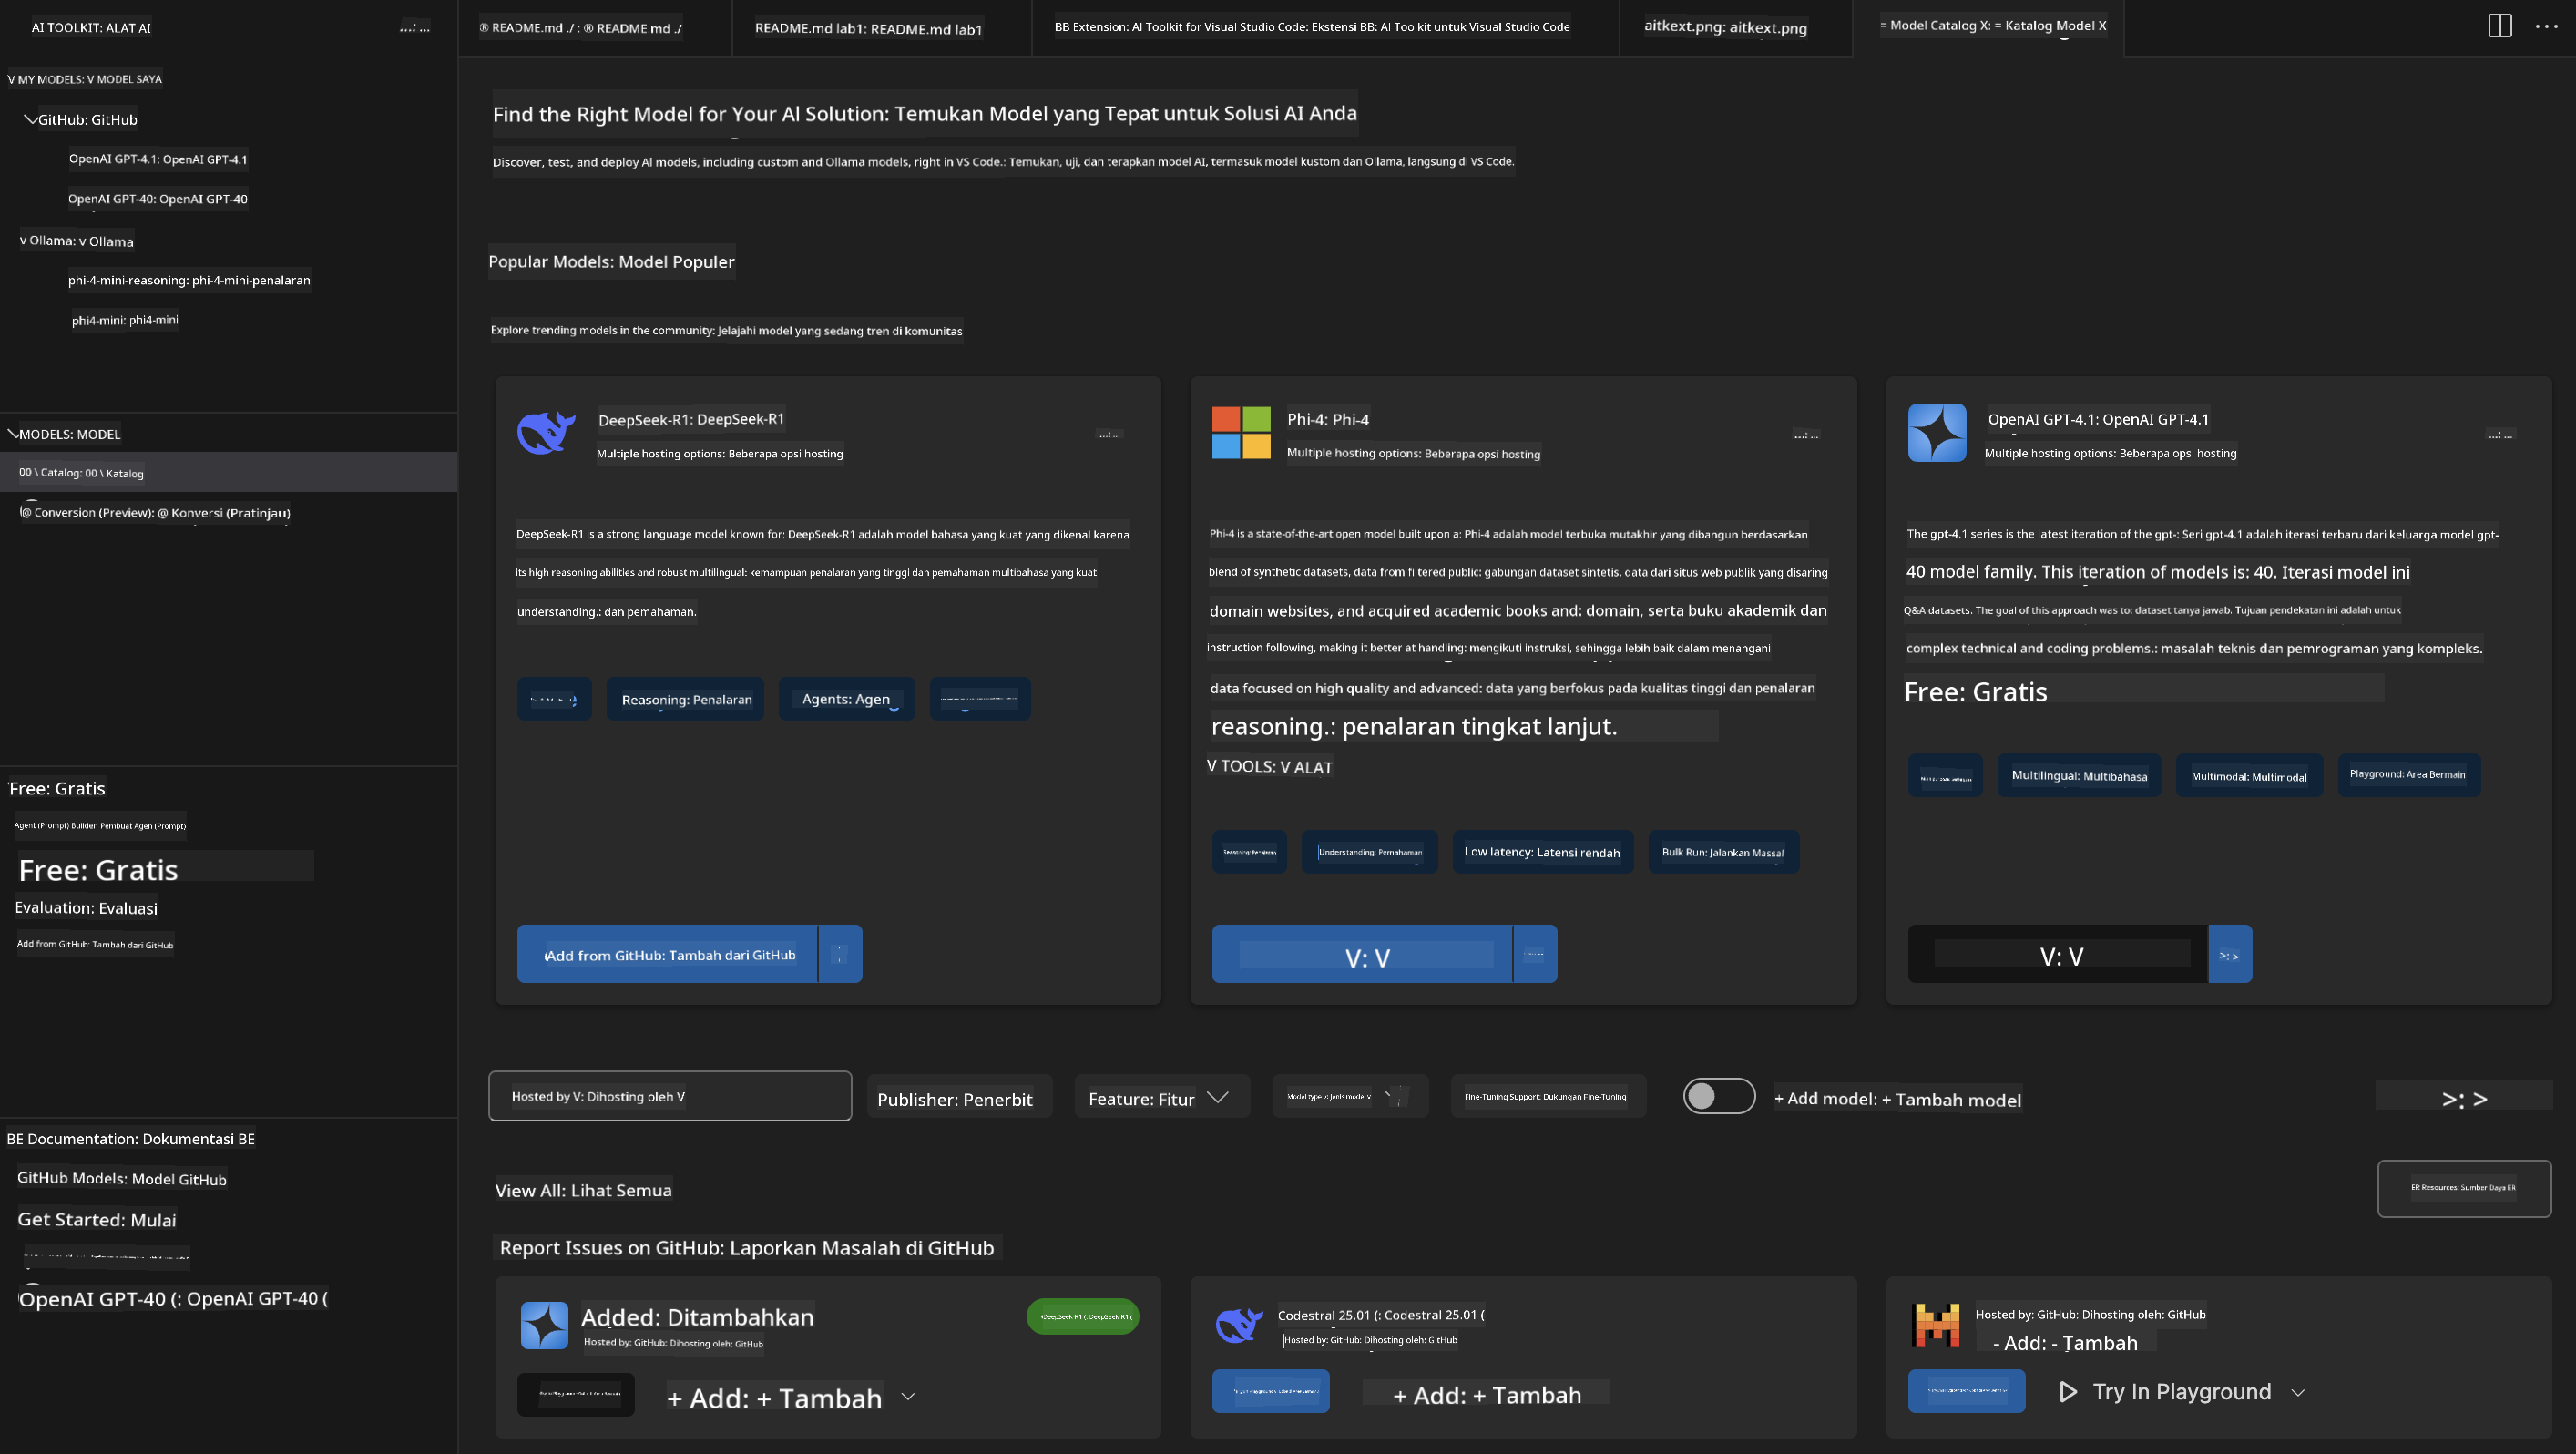 AI TOOLKIT: ALAT AI
® README.md ./ : ® README.md ./
README.md lab1: README.md lab1
BB Extension: AI Toolkit for Visual Studio Code: Ekstensi BB: AI Toolkit untuk Visual Studio Code
aitkext.png: aitkext.png
= Model Catalog X: = Katalog Model X
V MY MODELS: V MODEL SAYA
GitHub: GitHub
OpenAI GPT-4.1: OpenAI GPT-4.1
OpenAI GPT-40: OpenAI GPT-40
v Ollama: v Ollama
phi-4-mini-reasoning: phi-4-mini-penalaran
phi4-mini: phi4-mini
MODELS: MODEL
00 \ Catalog: 00 \ Katalog
@ Conversion (Preview): @ Konversi (Pratinjau)
Free: Gratis
Agent (Prompt) Builder: Pembuat Agen (Prompt)
Free: Gratis
Evaluation: Evaluasi
Add from GitHub: Tambah dari GitHub
BE Documentation: Dokumentasi BE
GitHub Models: Model GitHub
Get Started: Mulai
OpenAI GPT-40 (: OpenAI GPT-40 (
Find the Right Model for Your Al Solution: Temukan Model yang Tepat untuk Solusi AI Anda
Discover, test, and deploy Al models, including custom and Ollama models, right in VS Code.: Temukan, uji, dan terapkan model AI, termasuk model kustom dan Ollama, langsung di VS Code.
Popular Models: Model Populer
Explore trending models in the community: Jelajahi model yang sedang tren di komunitas
DeepSeek-R1: DeepSeek-R1
Multiple hosting options: Beberapa opsi hosting
DeepSeek-R1 is a strong language model known for: DeepSeek-R1 adalah model bahasa yang kuat yang dikenal karena
its high reasoning abilities and robust multilingual: kemampuan penalaran yang tinggi dan pemahaman multibahasa yang kuat
understanding.: dan pemahaman.
Reasoning: Penalaran
Agents: Agen
Add from GitHub: Tambah dari GitHub
Phi-4: Phi-4
Multiple hosting options: Beberapa opsi hosting
Phi-4 is a state-of-the-art open model built upon a: Phi-4 adalah model terbuka mutakhir yang dibangun berdasarkan
blend of synthetic datasets, data from filtered public: gabungan dataset sintetis, data dari situs web publik yang disaring
domain websites, and acquired academic books and: domain, serta buku akademik dan
instruction following, making it better at handling: mengikuti instruksi, sehingga lebih baik dalam menangani
data focused on high quality and advanced: data yang berfokus pada kualitas tinggi dan penalaran
reasoning.: penalaran tingkat lanjut.
V TOOLS: V ALAT
Reasoning: Penalaran
Understanding: Pemahaman
Low latency: Latensi rendah
Bulk Run: Jalankan Massal
V: V
OpenAI GPT-4.1: OpenAI GPT-4.1
Multiple hosting options: Beberapa opsi hosting
The gpt-4.1 series is the latest iteration of the gpt-: Seri gpt-4.1 adalah iterasi terbaru dari keluarga model gpt-
40 model family. This iteration of models is: 40. Iterasi model ini
Q&A datasets. The goal of this approach was to: dataset tanya jawab. Tujuan pendekatan ini adalah untuk
complex technical and coding problems.: masalah teknis dan pemrograman yang kompleks.
Free: Gratis
Multilingual: Multibahasa
Multimodal: Multimodal
Playground: Area Bermain
V: V
>: >
Hosted by V: Dihosting oleh V
Publisher: Penerbit
Feature: Fitur
Model type v: Jenis model v
Fine-Tuning Support: Dukungan Fine-Tuning
+ Add model: + Tambah model
>: >
View All: Lihat Semua
ER Resources: Sumber Daya ER
Report Issues on GitHub: Laporkan Masalah di GitHub
Added: Ditambahkan
Hosted by: GitHub: Dihosting oleh: GitHub
DeepSeek R1 (: DeepSeek R1 (
+ Add: + Tambah
Codestral 25.01 (: Codestral 25.01 (
Hosted by: GitHub: Dihosting oleh: GitHub
+ Add: + Tambah
Hosted by: GitHub: Dihosting oleh: GitHub
- Add: - Tambah
Try In Playground